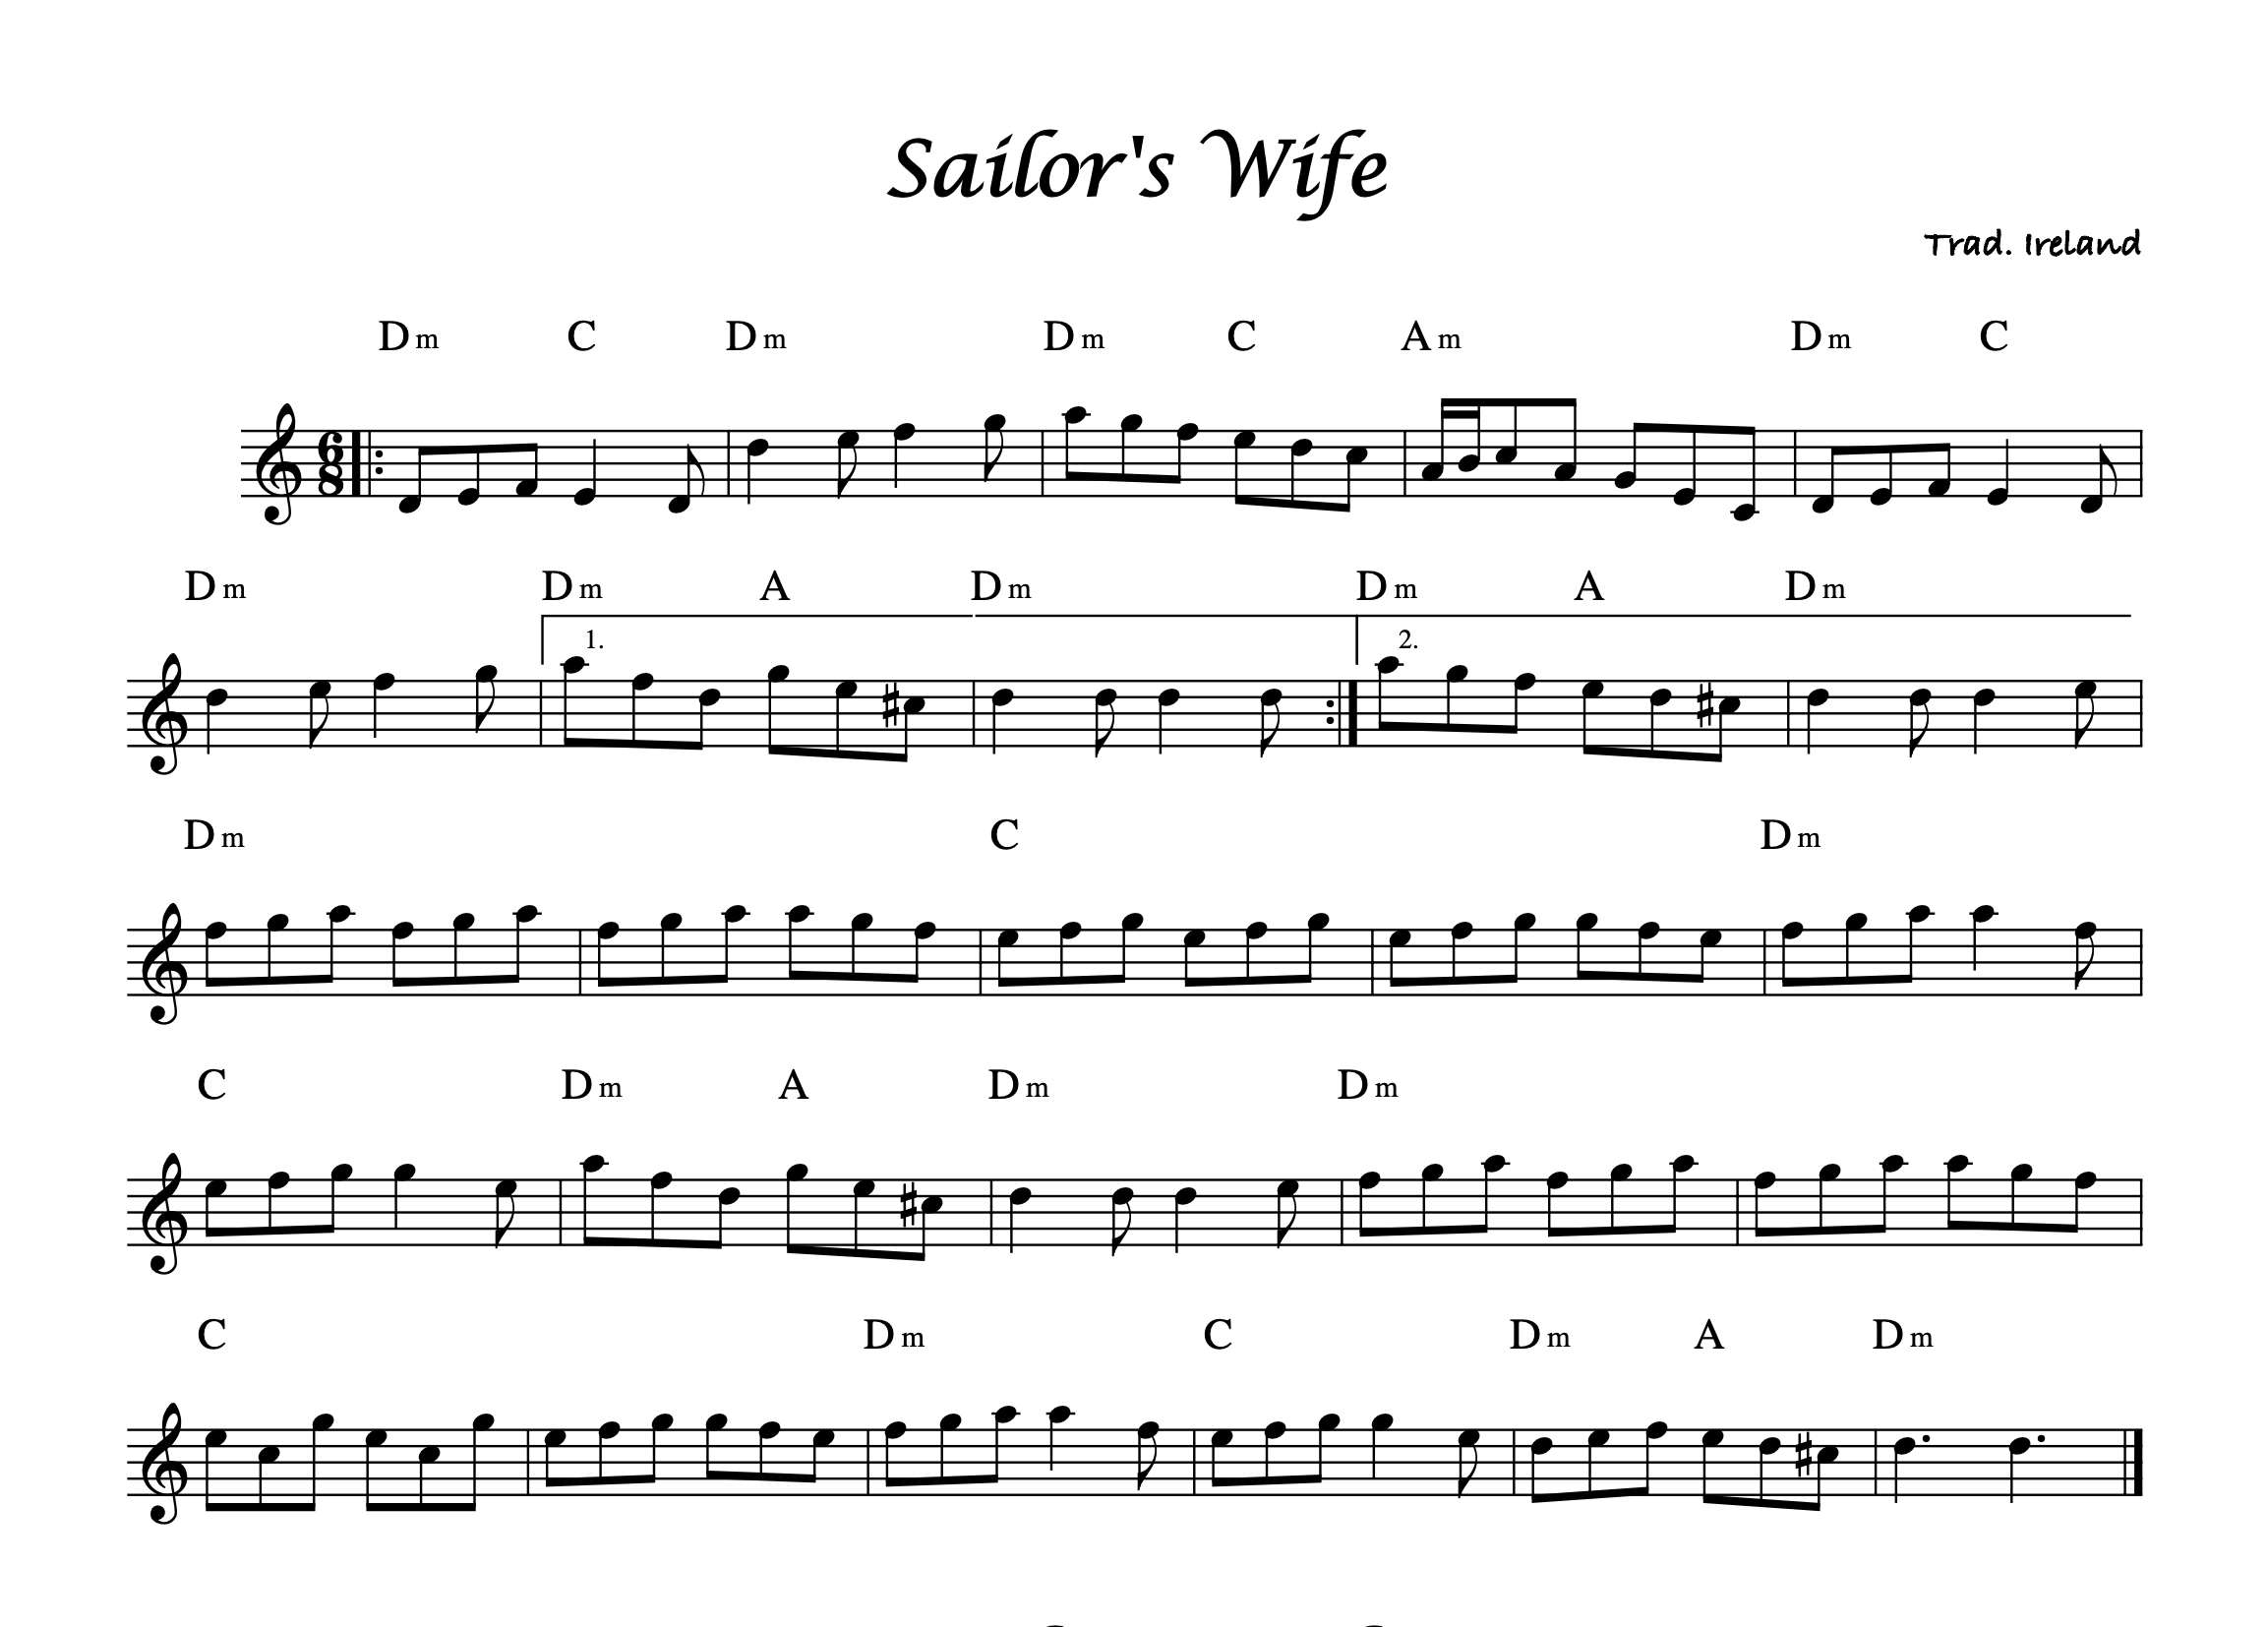 Sailor's Wife
Trad. Ireland
Dm C Dm Dm C Am Dm C
6
8
Dm Dm A Dm Dm A Dm
1. 2.
Dm C Dm
C Dm A Dm Dm
C Dm C Dm A Dm